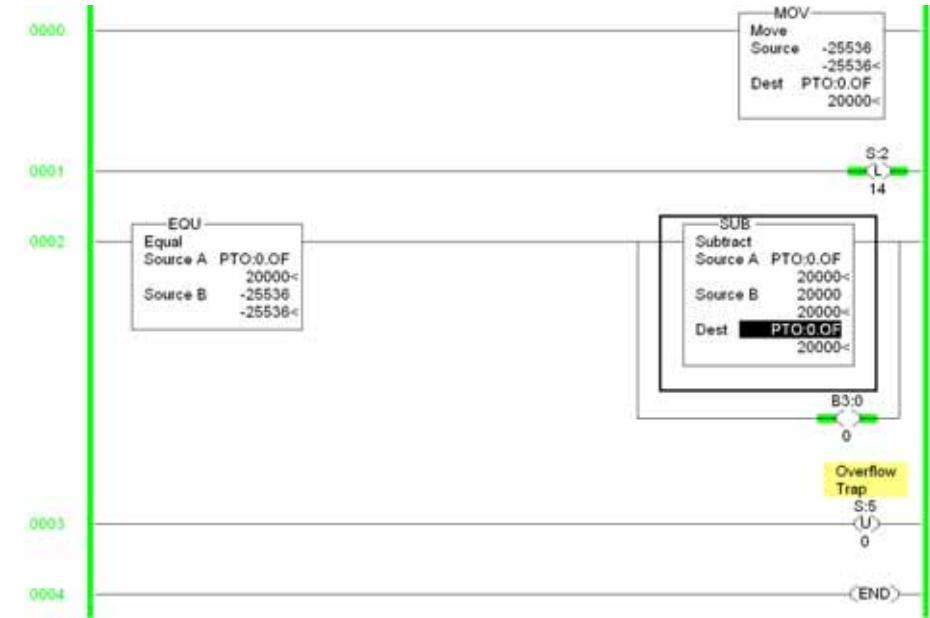 0000
MOV
Move
Source -25536
-25536<
Dest PTO:0.OF
20000<
0001
S:2
L
14
0002
EQU
Equal
Source A PTO:0.OF
20000<
Source B -25536
-25536<
SUB
Subtract
Source A PTO:0.OF
20000<
Source B 20000
20000<
Dest PTO:0.OF
20000<
B3:0
0
Overflow
Trap
0003
S:5
U
0
0004
END